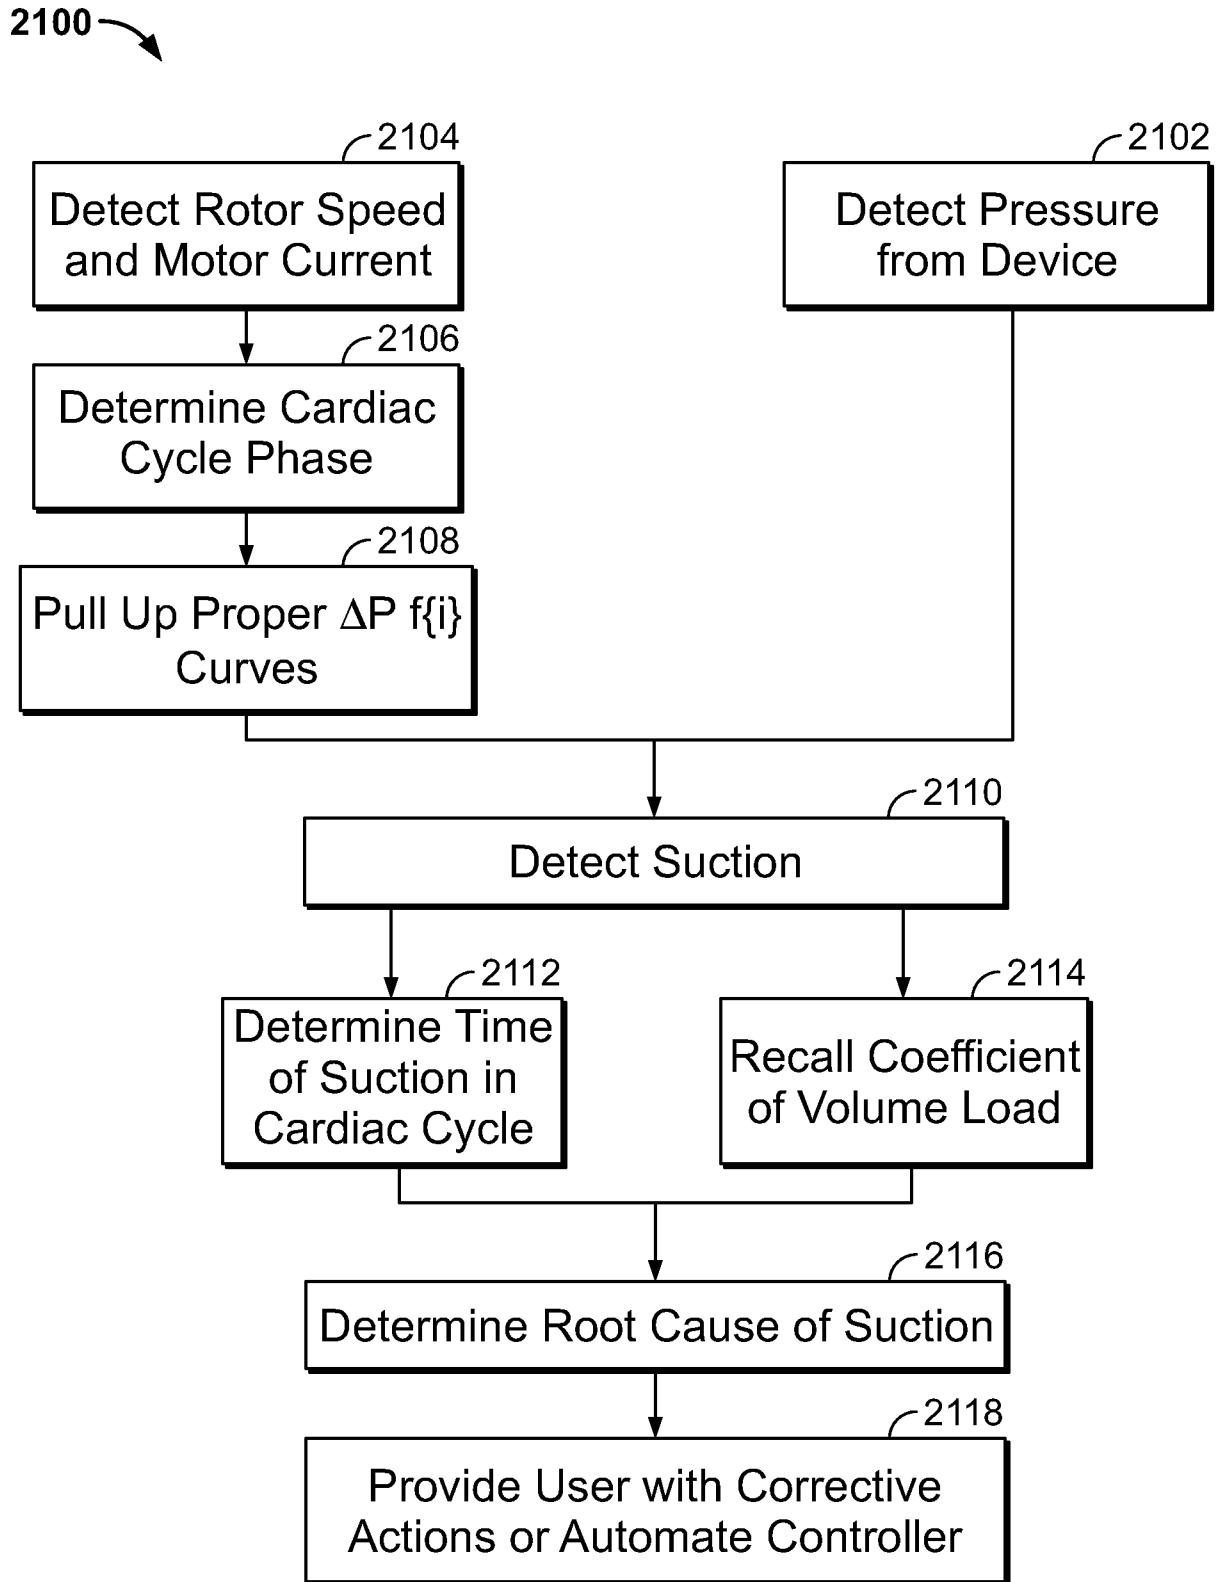 2100
2104
Detect Rotor Speed
and Motor Current
2102
Detect Pressure
from Device
2106
Determine Cardiac
Cycle Phase
2108
Pull Up Proper ΔP f{i}
Curves
2110
Detect Suction
2112
Determine Time
of Suction in
Cardiac Cycle
2114
Recall Coefficient
of Volume Load
2116
Determine Root Cause of Suction
2118
Provide User with Corrective
Actions or Automate Controller